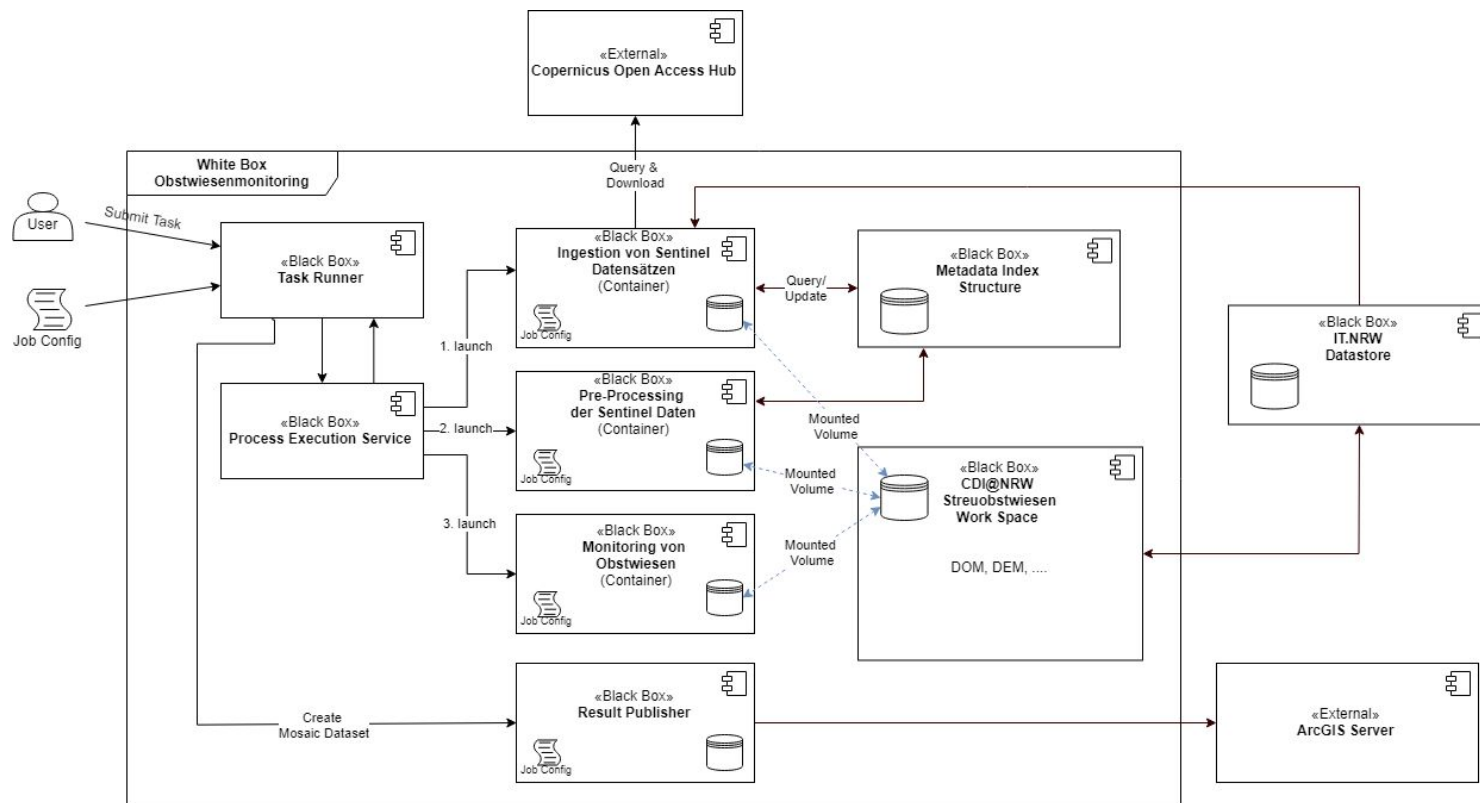 «External»
Copernicus Open Access Hub
White Box
Obstwiesenmonitoring
Query &
Download
User
Submit Task
Job Config
«Black Box»
Task Runner
«Black Box»
Ingestion von Sentinel
Datensätzen
(Container)
Job Config
Query/
Update
«Black Box»
Metadata Index
Structure
«Black Box»
IT.NRW
Datastore
1. launch
«Black Box»
Process Execution Service
2. launch
«Black Box»
Pre-Processing
der Sentinel Daten
(Container)
Job Config
Mounted
Volume
Mounted
Volume
«Black Box»
CDI@NRW
Streuobstwiesen
Work Space
DOM, DEM, ....
3. launch
«Black Box»
Monitoring von
Obstwiesen
(Container)
Job Config
Mounted
Volume
Create
Mosaic Dataset
«Black Box»
Result Publisher
Job Config
«External»
ArcGIS Server